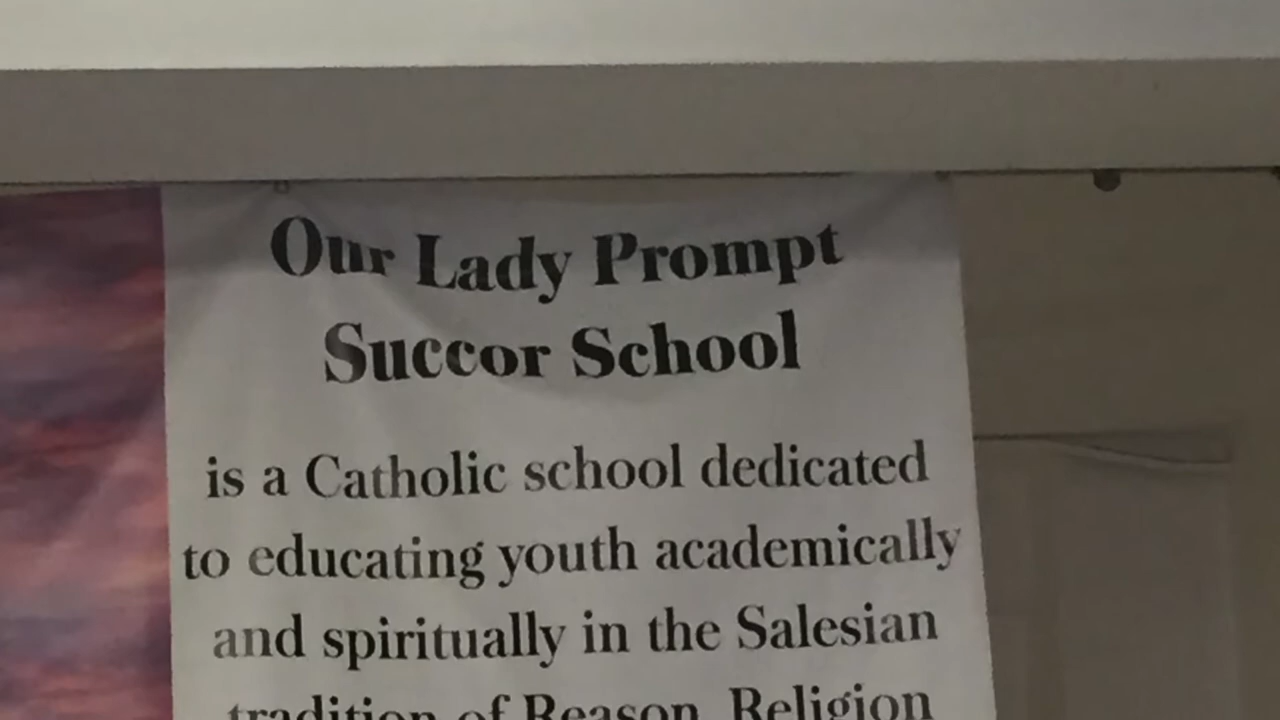 Our Lady Prompt
Succor School
is a Catholic school dedicated
to educating youth academically
and spiritually in the Salesian
tradition of Reason, Religion